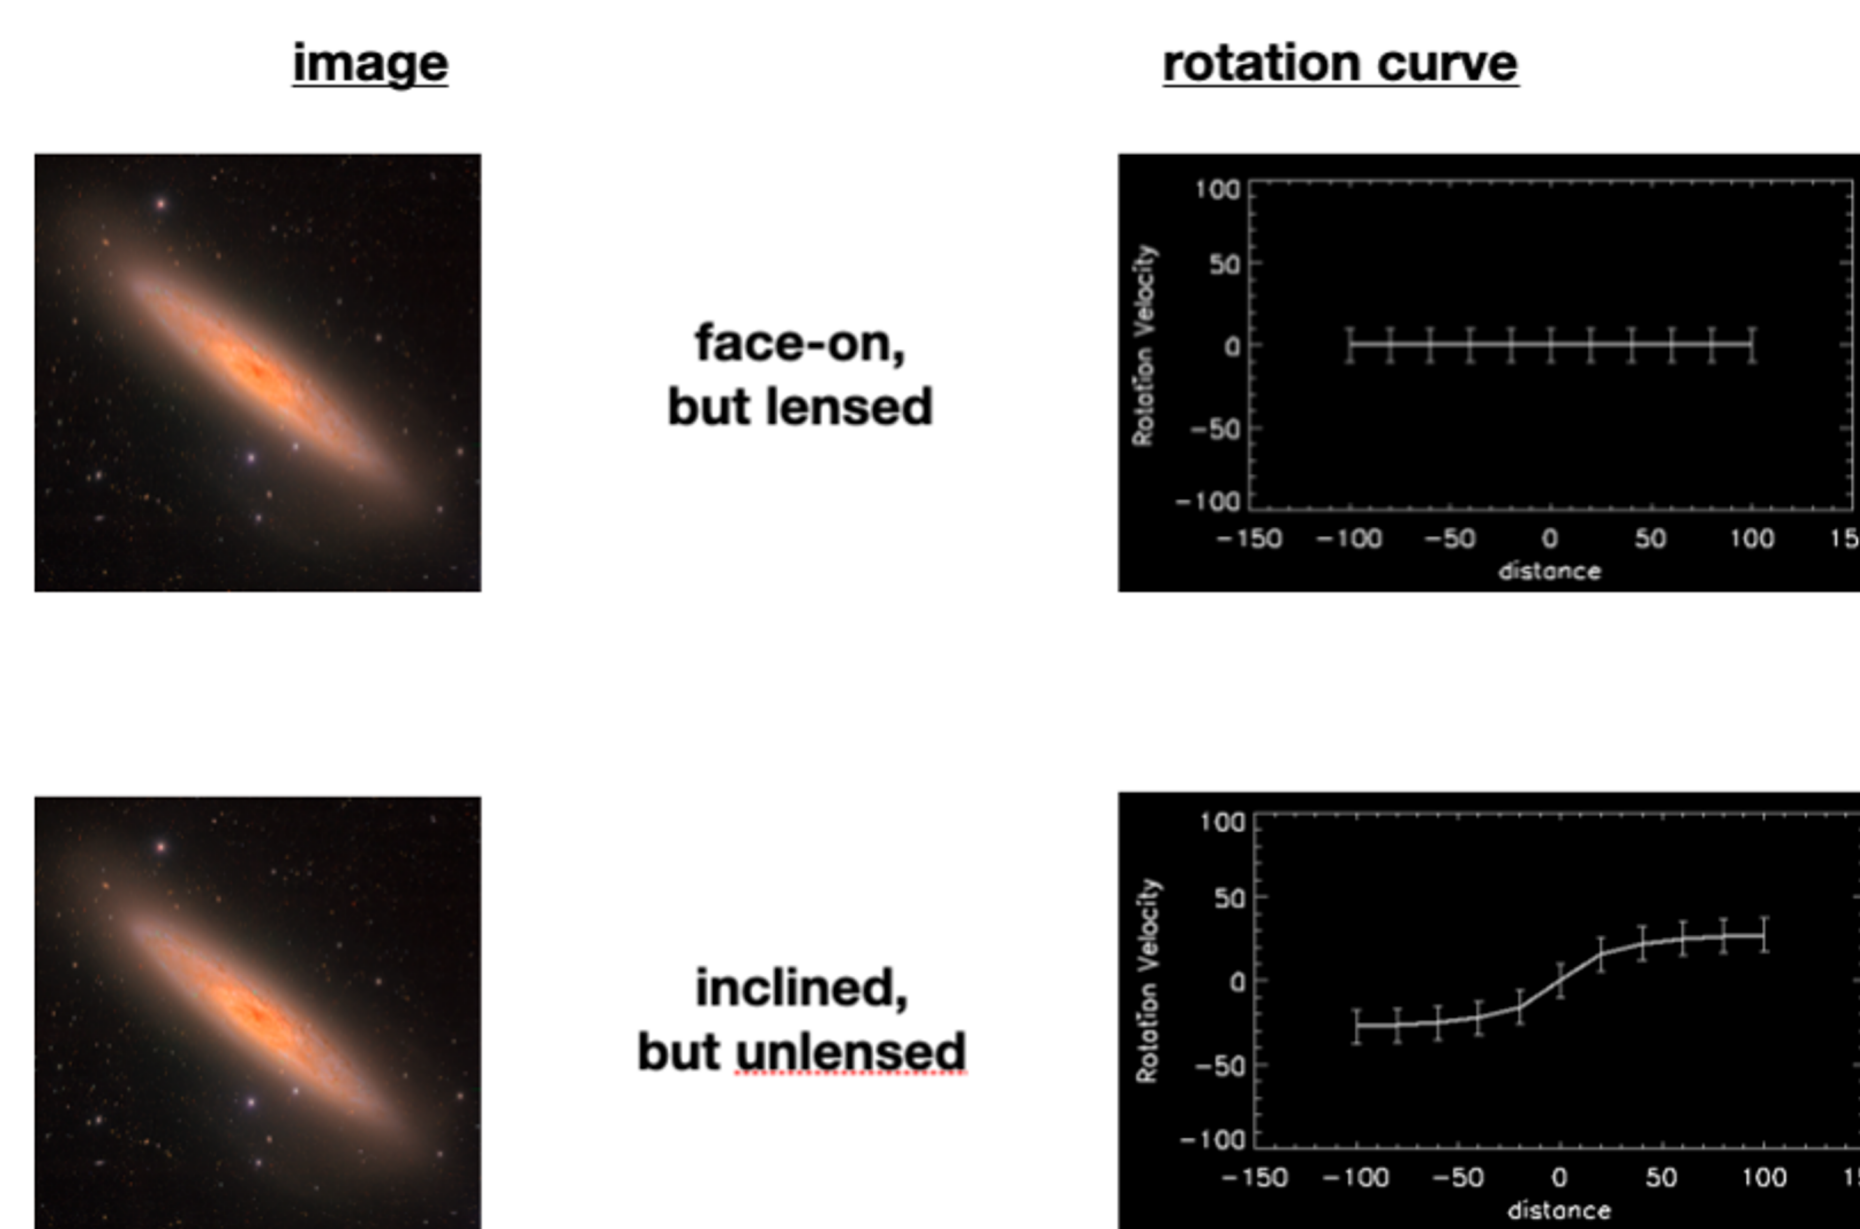 image
rotation curve
face-on,
but lensed
100
50
0
-50
-100
Rotation Velocity
-150 -100 -50 0 50 100 15
distance
inclined,
but unlensed
100
50
0
-50
-100
Rotation Velocity
-150 -100 -50 0 50 100
distance